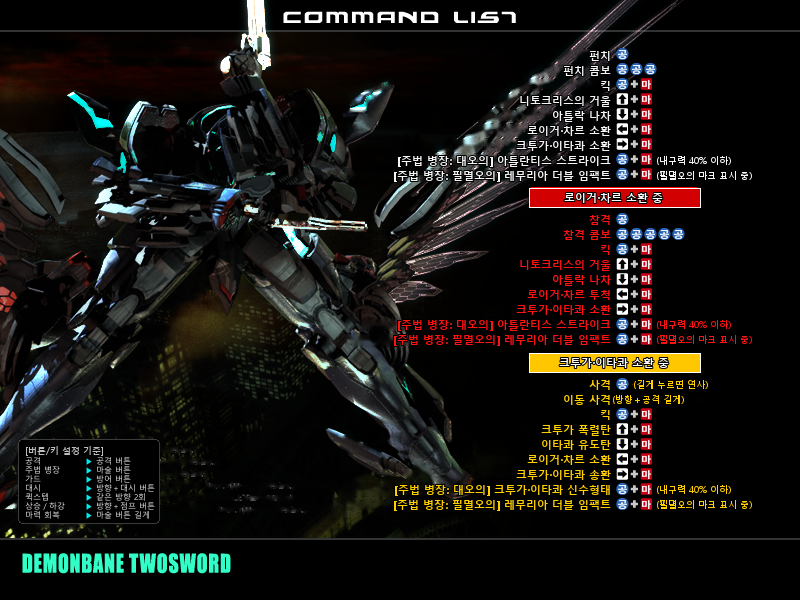 COMMAND LIST
펀치 공
펀치 콤보 공 공 공
킥 공 + 마
니토크리스의 거울 ↑ + 마
아틀락 나차 ↓ + 마
로이거·차르 소환 ← + 마
크투가·이타콰 소환 → + 마
[주법 병장: 대오의] 아틀란티스 스트라이크 공 + 마 (내구력 40% 이하)
[주법 병장: 필멸오의] 레무리아 더블 임팩트 공 + 마 (필멸오의 마크 표시 중)
로이거·차르 소환 중
참격 공
참격 콤보 공 공 공 공 공
킥 공 + 마
니토크리스의 거울 ↑ + 마
아틀락 나차 ↓ + 마
로이거·차르 투척 ← + 마
크투가·이타콰 소환 → + 마
[주법 병장: 대오의] 아틀란티스 스트라이크 공 + 마 (내구력 40% 이하)
[주법 병장: 필멸오의] 레무리아 더블 임팩트 공 + 마 (필멸오의 마크 표시 중)
크투가·이타콰 소환 중
사격 공 (길게 누르면 연사)
이동 사격 (방향 + 공격 길게)
킥 공 + 마
크투가 폭렬탄 ↑ + 마
이타콰 유도탄 ↓ + 마
로이거·차르 소환 ← + 마
크투가·이타콰 송환 → + 마
[주법 병장: 대오의] 크투가·이타콰 신수형태 공 + 마 (내구력 40% 이하)
[주법 병장: 필멸오의] 레무리아 더블 임팩트 공 + 마 (필멸오의 마크 표시 중)
[버튼/키 설정 기준]
공격 ▶ 공격 버튼
주법 병장 ▶ 마술 버튼
가드 ▶ 방어 버튼
대시 ▶ 방향 + 대시 버튼
퀵스텝 ▶ 같은 방향 2회
상승 / 하강 ▶ 방향 + 점프 버튼
마력 회복 ▶ 마술 버튼 길게
DEMONBANE TWOSWORD